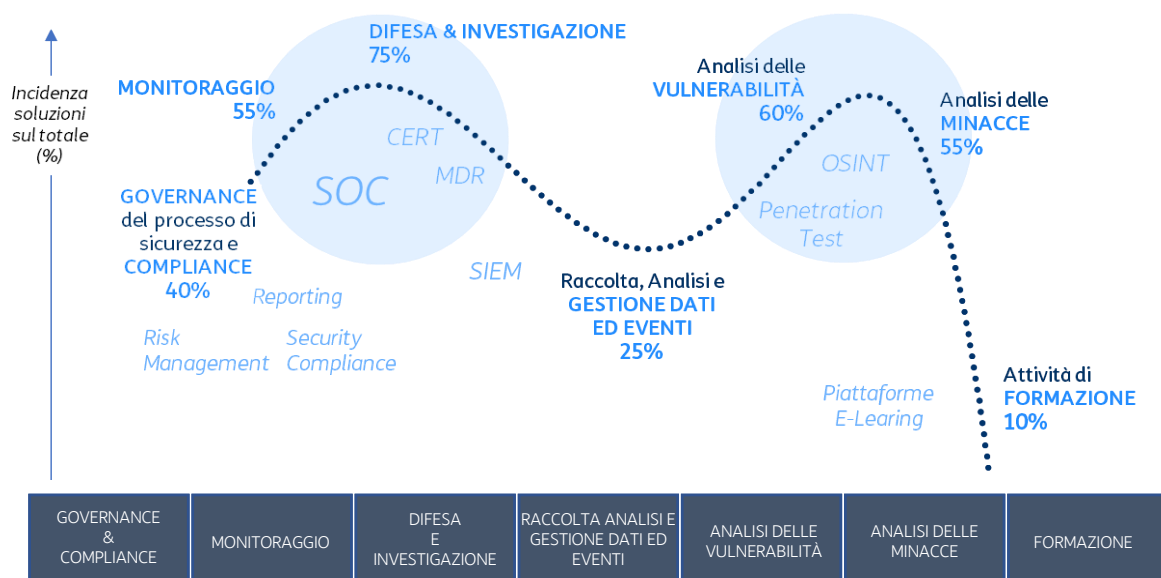 Incidenza
soluzioni
sul totale
(%)
DIFESA & INVESTIGAZIONE
75%
MONITORAGGIO
55%
Analisi delle
VULNERABILITÀ
60%
Analisi delle
MINACCE
55%
CERT
MDR
SOC
OSINT
Penetration
Test
GOVERNANCE
del processo di
sicurezza e
COMPLIANCE
40%
SIEM
Raccolta, Analisi e
GESTIONE DATI
ED EVENTI
25%
Reporting
Risk
Management
Security
Compliance
Piattaforme
E-Learing
Attività di
FORMAZIONE
10%
GOVERNANCE
&
COMPLIANCE
MONITORAGGIO
DIFESA
E
INVESTIGAZIONE
RACCOLTA ANALISI E
GESTIONE DATI ED
EVENTI
ANALISI DELLE
VULNERABILITÀ
ANALISI DELLE
MINACCE
FORMAZIONE